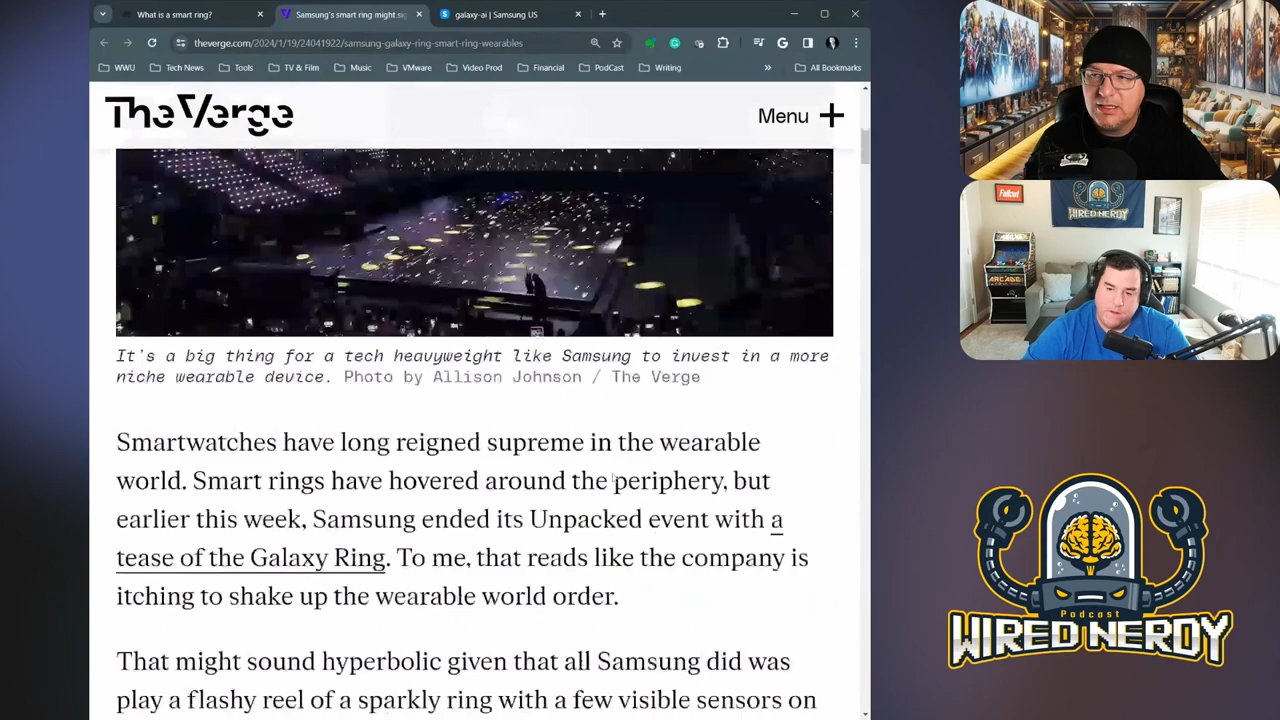 What is a smart ring?
Samsung's smart ring might sig
galaxy-ai | Samsung US
theverge.com/2024/1/19/24041922/samsung-galaxy-ring-smart-ring-wearables
WWU Tech News Tools TV & Film Music VMware Video Prod Financial PodCast Writing » All Bookmarks
The Verge
Menu +
It's a big thing for a tech heavyweight like Samsung to invest in a more
niche wearable device. Photo by Allison Johnson / The Verge
Smartwatches have long reigned supreme in the wearable
world. Smart rings have hovered around the periphery, but
earlier this week, Samsung ended its Unpacked event with a
tease of the Galaxy Ring. To me, that reads like the company is
itching to shake up the wearable world order.
That might sound hyperbolic given that all Samsung did was
play a flashy reel of a sparkly ring with a few visible sensors on
Fallout
WIRED NERDY
ARCADE
Podcast
WIRED NERDY